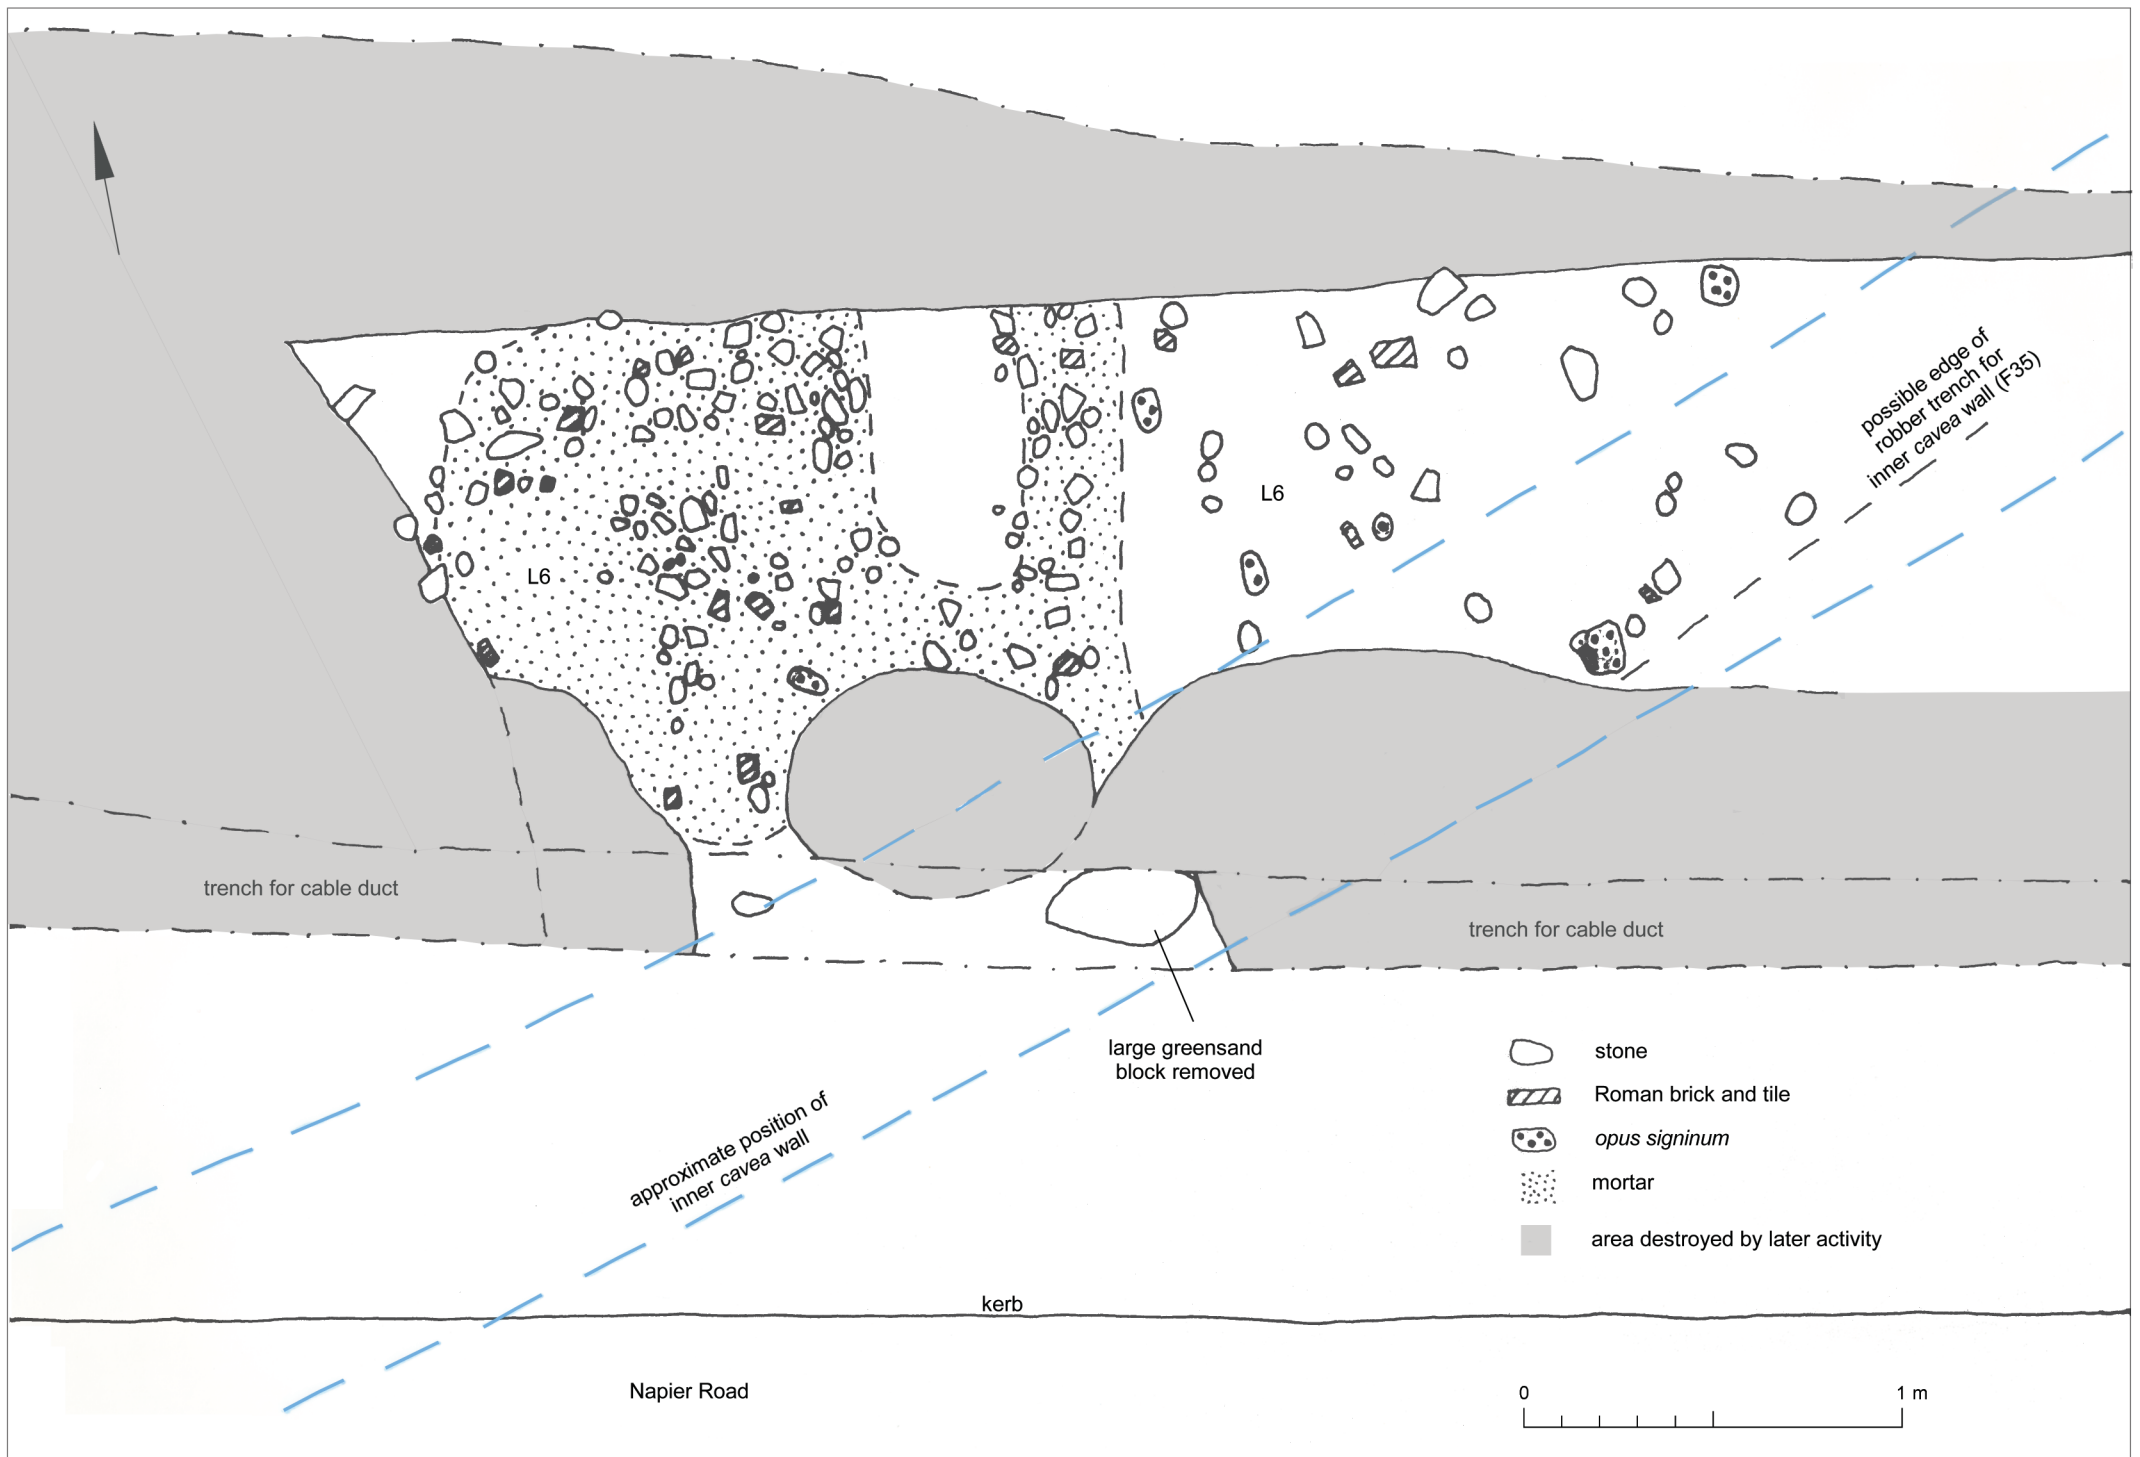 possible edge of
robber trench for
inner cavea wall (F35)
L6
L6
trench for cable duct
trench for cable duct
large greensand
block removed
approximate position of
inner cavea wall
stone
Roman brick and tile
opus signinum
mortar
area destroyed by later activity
kerb
Napier Road
0 1 m